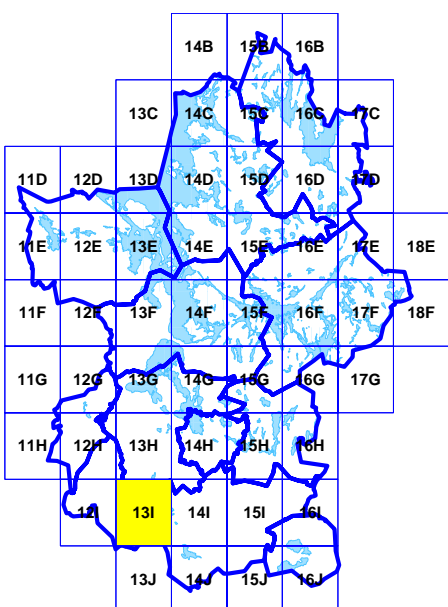 14B 15B 16B
13C 14C 15C 16C 17C
11D 12D 13D 14D 15D 16D 17D
11E 12E 13E 14E 15E 16E 17E 18E
11F 12F 13F 14F 15F 16F 17F 18F
11G 12G 13G 14G 15G 16G 17G
11H 12H 13H 14H 15H 16H
12I 13I 14I 15I 16I
13J 14J 15J 16J